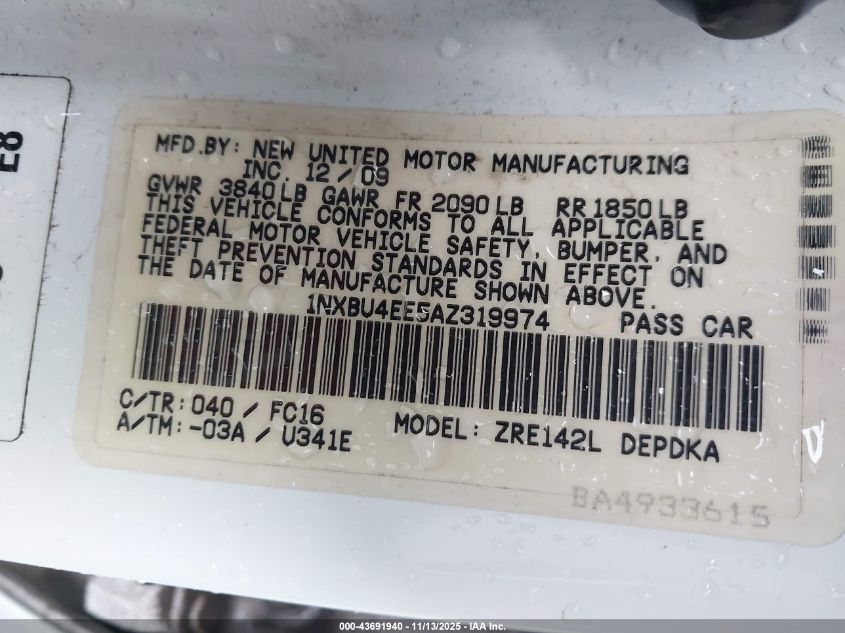 E8
MFD.BY: NEW UNITED MOTOR MANUFACTURING
INC. 12/09
GVWR 3840LB GAWR FR 2090LB RR 1850LB
THIS VEHICLE CONFORMS TO ALL APPLICABLE
FEDERAL MOTOR VEHICLE SAFETY, BUMPER, AND
THEFT PREVENTION STANDARDS IN EFFECT ON
THE DATE OF MANUFACTURE SHOWN ABOVE.
1NXBU4EE5AZ319974 PASS CAR
C/TR: 040 / FC16
A/TM: -03A / U341E MODEL: ZRE142L DEPDKA
BA4933615
000-43691940 - 11/13/2025 - IAA Inc.